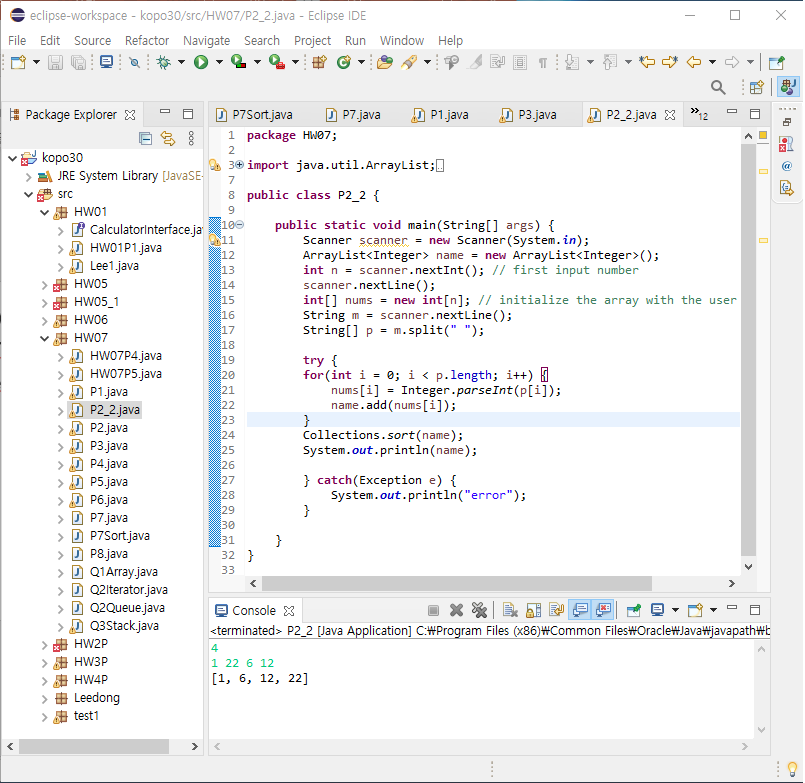 eclipse-workspace - kopo30/src/HW07/P2_2.java - Eclipse IDE
File Edit Source Refactor Navigate Search Project Run Window Help
Package Explorer
kopo30
JRE System Library [JavaSE-
src
HW01
CalculatorInterface.ja
HW01P1.java
Lee1.java
HW05
HW05_1
HW06
HW07
HW07P4.java
HW07P5.java
P1.java
P2_2.java
P2.java
P3.java
P4.java
P5.java
P6.java
P7.java
P7Sort.java
P8.java
Q1Array.java
Q2Iterator.java
Q2Queue.java
Q3Stack.java
HW2P
HW3P
HW4P
Leedong
test1
P7Sort.java P7.java P1.java P3.java P2_2.java »12
1 package HW07;
2
3 import java.util.ArrayList;
7
8 public class P2_2 {
9
10 public static void main(String[] args) {
11 Scanner scanner = new Scanner(System.in);
12 ArrayList<Integer> name = new ArrayList<Integer>();
13 int n = scanner.nextInt(); // first input number
14 scanner.nextLine();
15 int[] nums = new int[n]; // initialize the array with the user
16 String m = scanner.nextLine();
17 String[] p = m.split(" ");
18
19 try {
20 for(int i = 0; i < p.length; i++) {
21 nums[i] = Integer.parseInt(p[i]);
22 name.add(nums[i]);
23 }
24 Collections.sort(name);
25 System.out.println(name);
26
27 } catch(Exception e) {
28 System.out.println("error");
29 }
30
31 }
32 }
33
Console
<terminated> P2_2 [Java Application] C:₩Program Files (x86)₩Common Files₩Oracle₩Java₩javapath₩b
4
1 22 6 12
[1, 6, 12, 22]